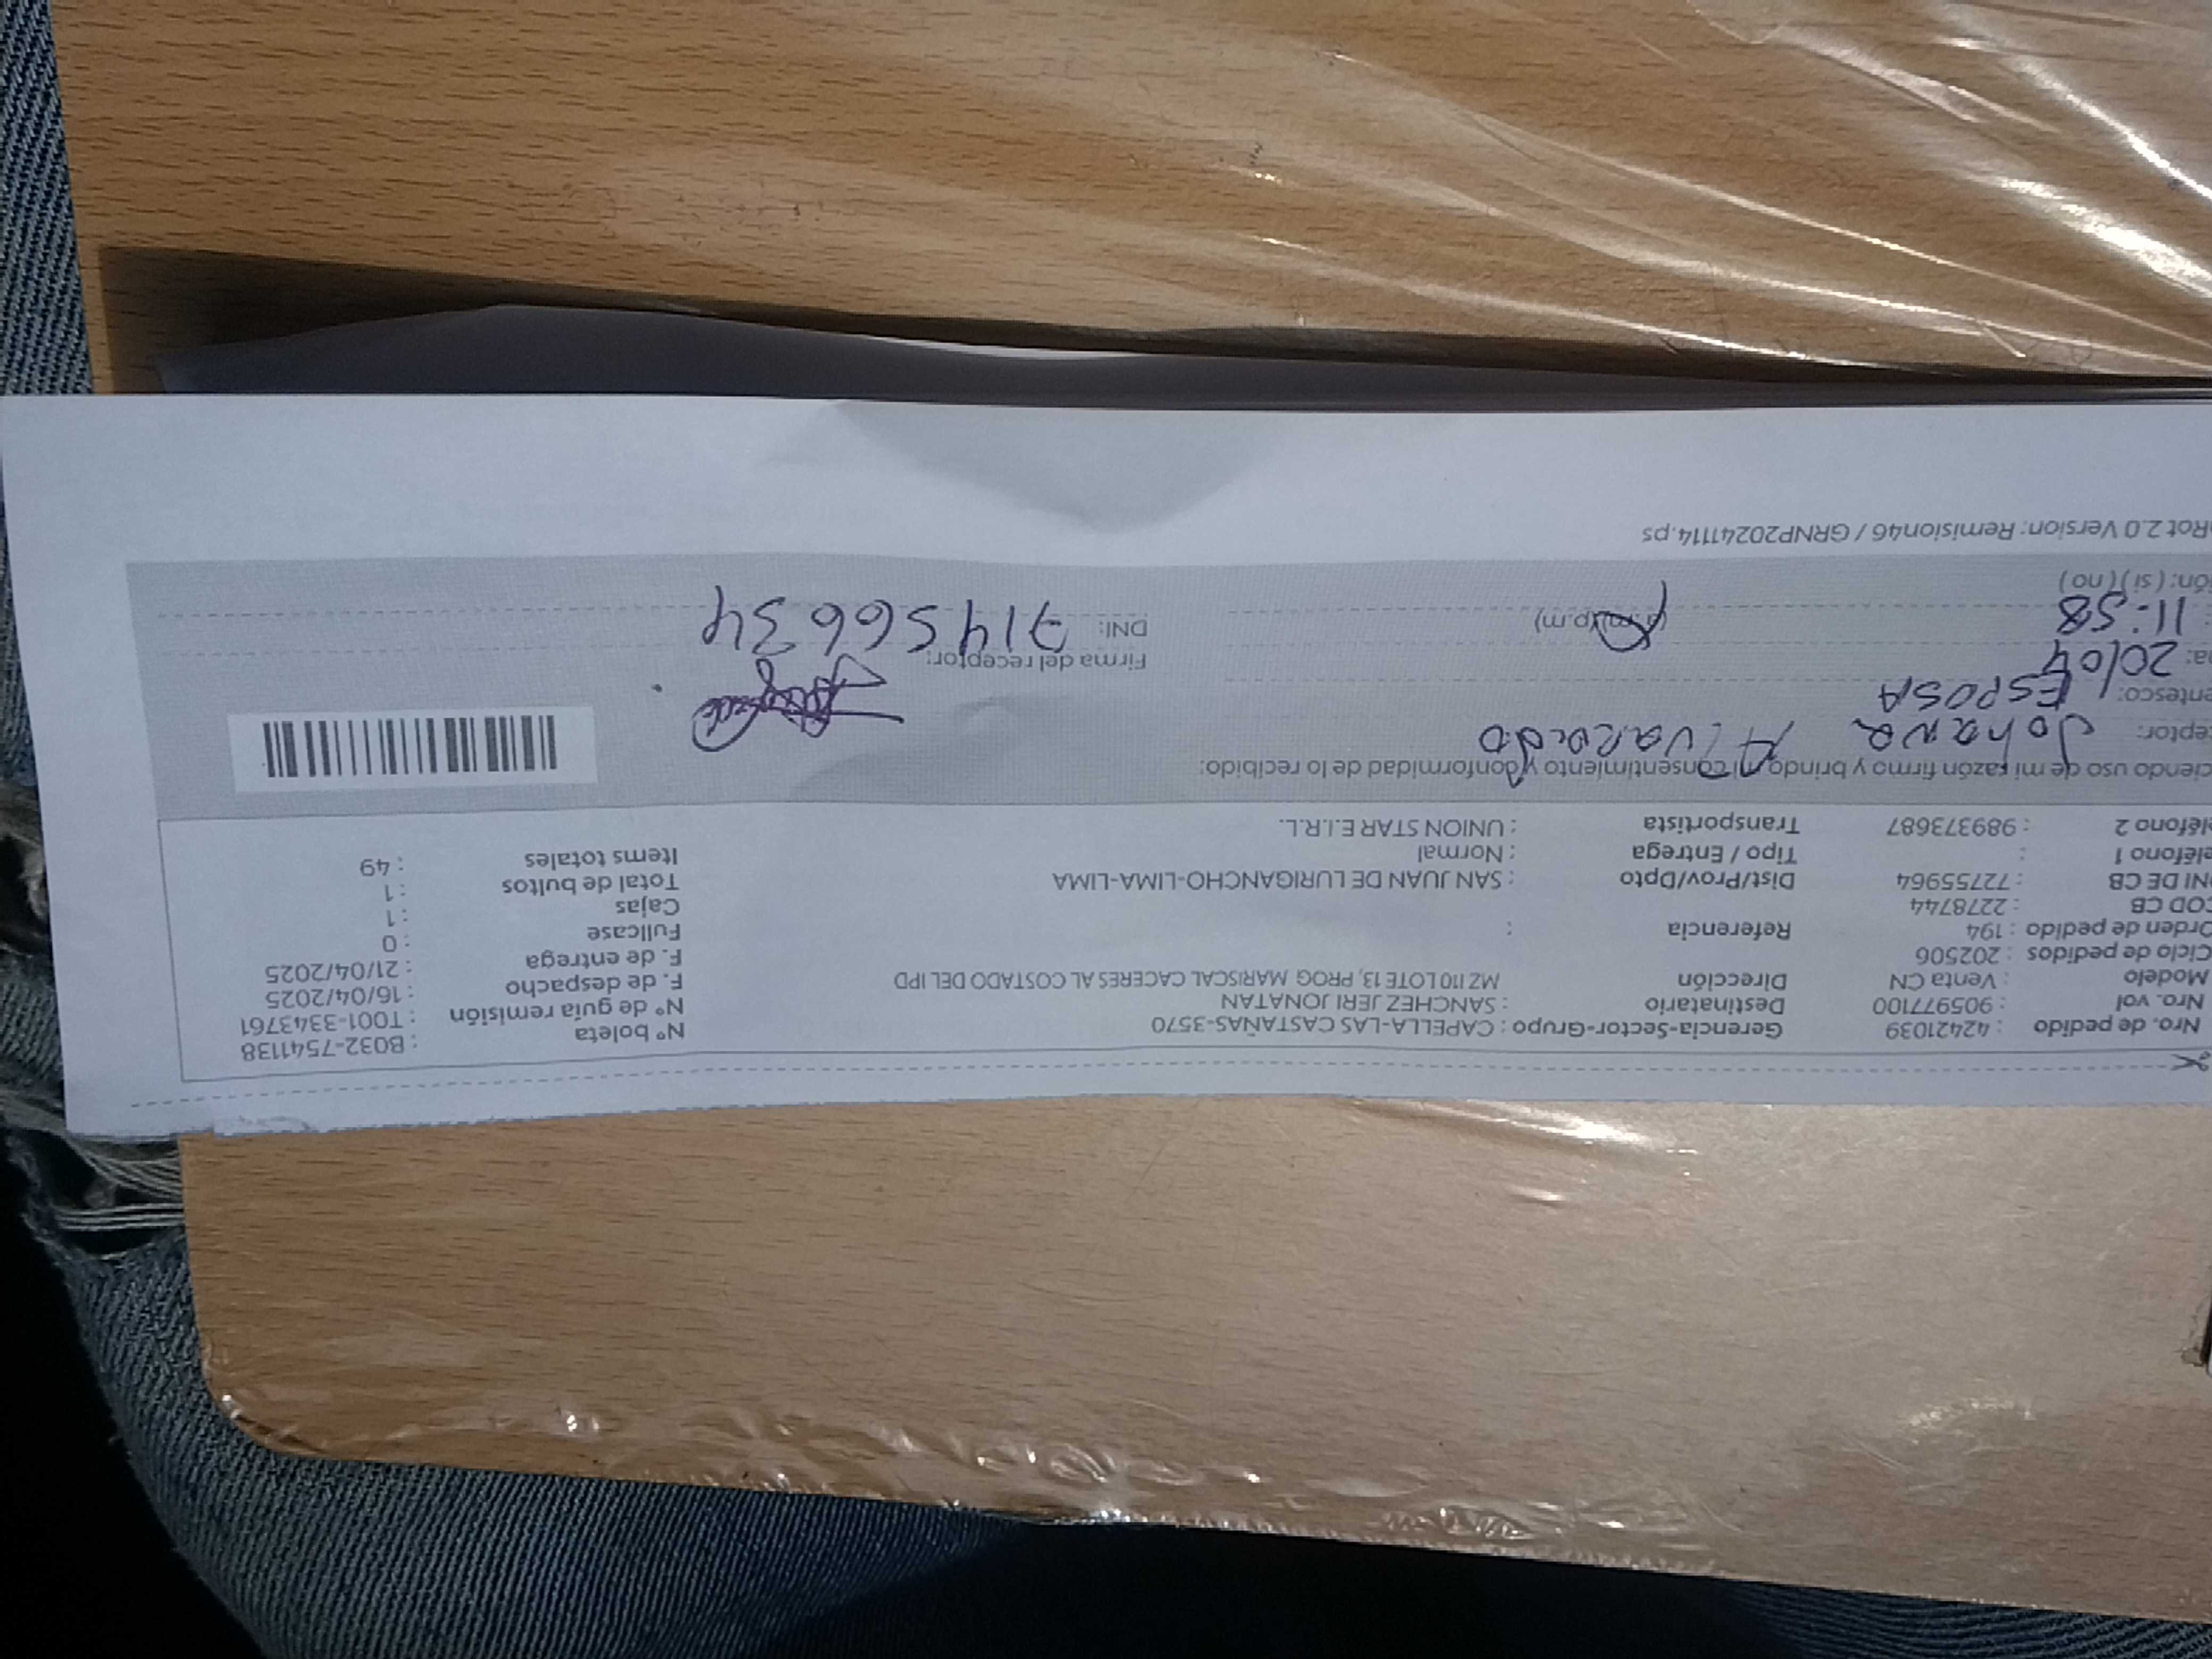 Nro. de pedido : 42421039 Gerencia-Sector-Grupo : CAPELLA-LAS CASTAÑAS-3570 N° boleta : B032-7541138
Nro. vol : 905977100 Destinatario : SANCHEZ JERI JONATAN N° de guía remisión : T001-3343761
Modelo : Venta CN Dirección MZ I10 LOTE 13, PROG MARISCAL CACERES AL COSTADO DEL IPD F. de despacho : 16/04/2025
Ciclo de pedidos : 202506 F. de entrega : 21/04/2025
Orden de pedido : 194 Referencia : Fullcase : 0
COD CB : 2278744 Cajas : 1
NI DE CB : 72755964 Dist/Prov/Dpto : SAN JUAN DE LURIGANCHO-LIMA-LIMA Total de bultos : 1
eléfono 1 : Tipo / Entrega : Normal Items totales : 49
eléfono 2 : 989373687 Transportista : UNION STAR E.I.R.L.
ciendo uso de mi razón firmo y brindo mi consentimiento y conformidad de lo recibido:
eptor: Johana Alvarado
entesco: ESPOSA Firma del receptor:
a: 20/04
: 11:58 (a.m)(p.m) DNI: 71456634
ón: ( si ) ( no )
Rot 2.0 Version: Remision46 / GRNP20241114.ps